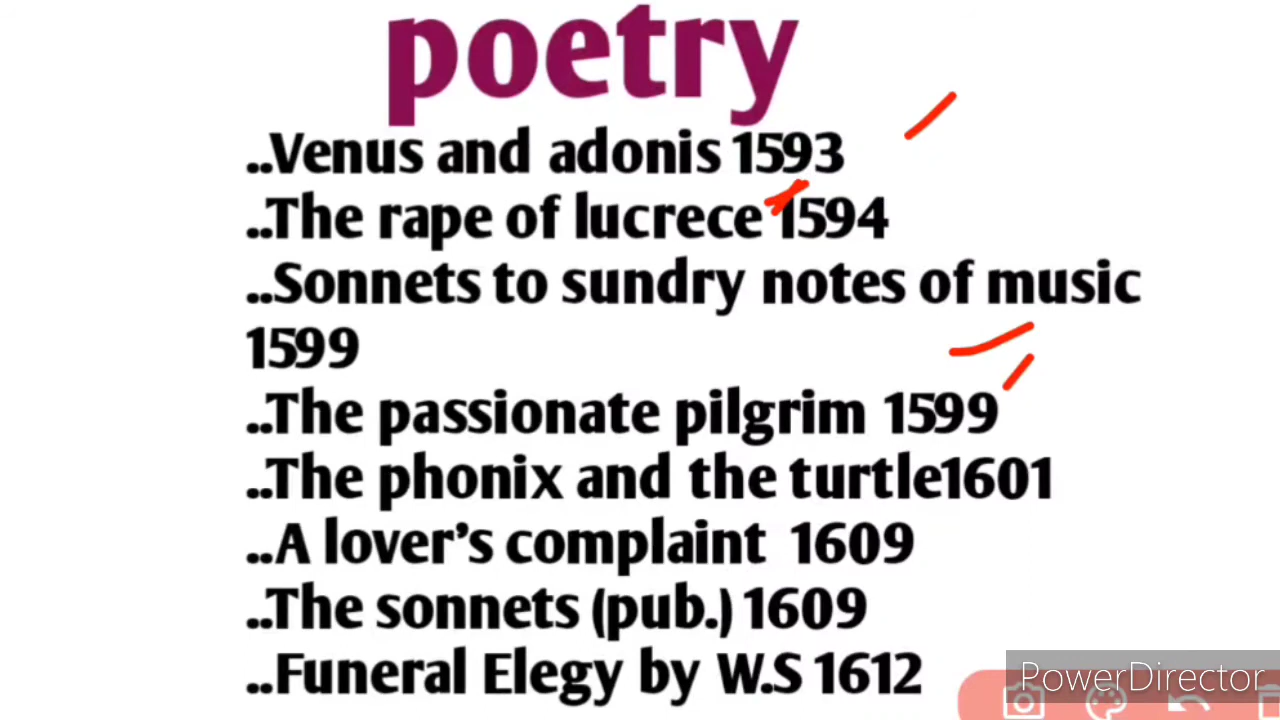 poetry
..Venus and adonis 1593
..The rape of lucrece 1594
..Sonnets to sundry notes of music
1599
..The passionate pilgrim 1599
..The phonix and the turtle1601
..A lover's complaint 1609
..The sonnets (pub.) 1609
..Funeral Elegy by W.S 1612
PowerDirector